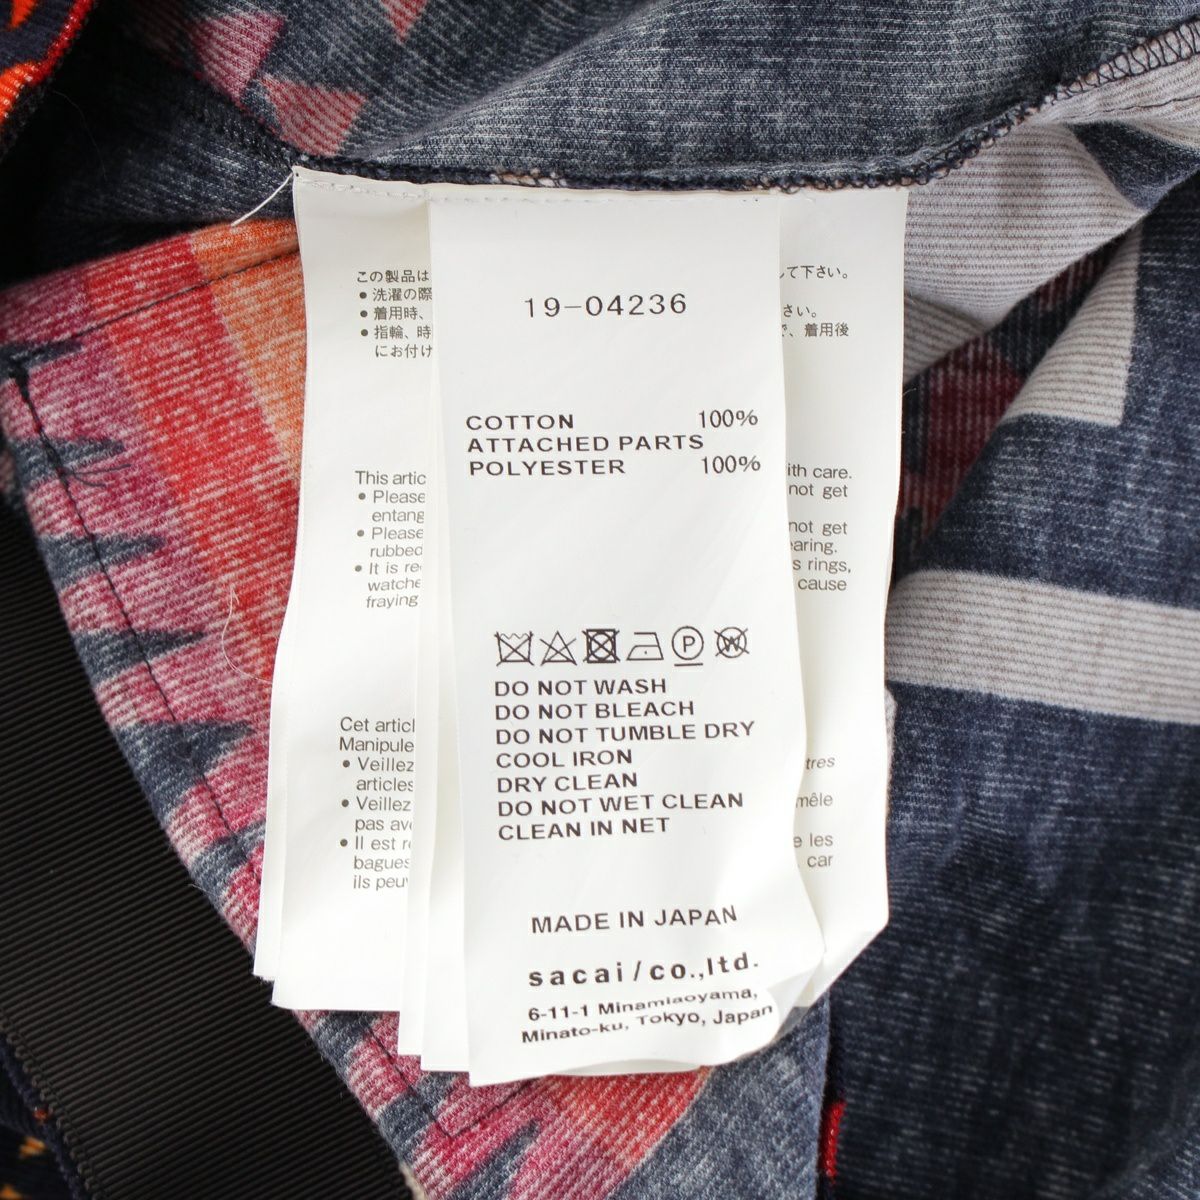 この製品は
● 洗濯の際
● 着用時、
● 指輪、時
にお付け
して下さい。
さい。
で、着用後
19-04236
COTTON 100%
ATTACHED PARTS
POLYESTER 100%
This artic
● Please
entang
● Please
rubbed
● It is re
watche
fraying
ith care.
not get
not get
earing.
s rings,
cause
P W
DO NOT WASH
DO NOT BLEACH
DO NOT TUMBLE DRY
COOL IRON
DRY CLEAN
DO NOT WET CLEAN
CLEAN IN NET
Cet articl
Manipule
● Veillez
articles
● Veillez
pas av
● Il est r
bagues
ils peuv
tres
mêle
e les
car
MADE IN JAPAN
sacai/co.,ltd.
6-11-1 Minamiaoyama,
Minato-ku, Tokyo, Japan